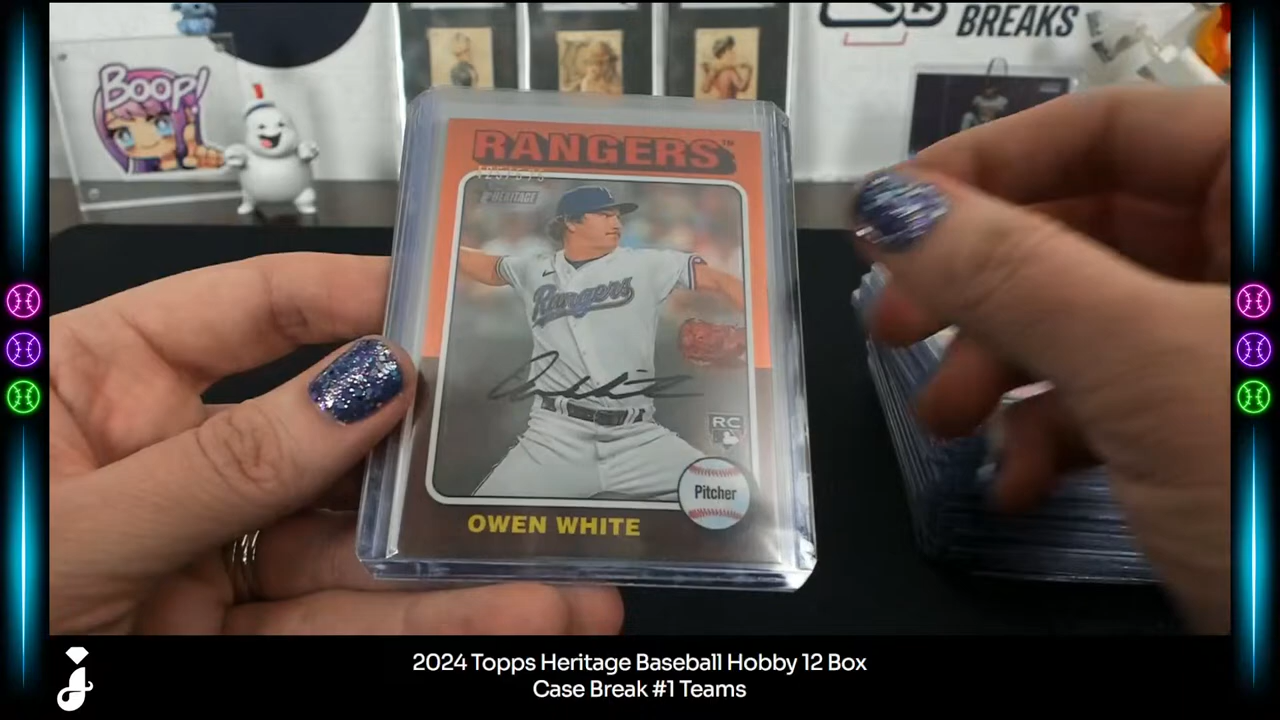 Boop!
BREAKS
RANGERS™
HERITAGE
Rangers
RC
Pitcher
OWEN WHITE
2024 Topps Heritage Baseball Hobby 12 Box
Case Break #1 Teams